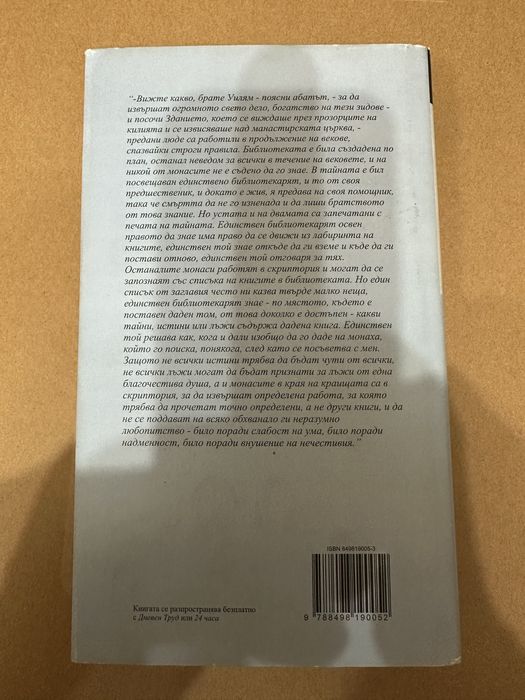 “-Вижте какво, брате Уилям - поясни абатът, - за да
извършат огромното свето дело, богатство на тези зидове -
- и посочи Зданието, което се виждаше през прозорците на
килията и се извисяваше над манастирската църква, -
предани люде са работили в продължение на векове,
спазвайки строги правила. Библиотеката е била създадена по
план, останал неведом за всички в течение на вековете, и на
никой от монасите не е съдено да го знае. В тайната е бил
посвещаван единствено библиотекарят, и то от своя
предшественик, и докато е жив, я предава на своя помощник,
така че смъртта да не го изненада и да лиши братството
от това знание. Но устата и на двамата са запечатани с
печата на тайната. Единствен библиотекарят освен
правото да знае има право да се движи из лабиринта на
книгите, единствен той знае откъде да ги вземе и къде да ги
постави отново, единствен той отговаря за тях.
Останалите монаси работят в скриптория и могат да се
запознаят със списъка на книгите в библиотеката. Но един
списък от заглавия често ни казва твърде малко неща,
единствен библиотекарят знае - по мястото, където е
поставен даден том, от това доколко е достъпен - какви
тайни, истини или лъжи съдържа дадена книга. Единствен
той решава как, кога и дали изобщо да го даде на монаха,
който го поиска, понякога, след като се посъветва с мен.
Защото не всички истини трябва да бъдат чути от всички,
не всички лъжи могат да бъдат признати за лъжи от една
благочестива душа, а и монасите в края на краищата са в
скриптория, за да извършат определена работа, за която
трябва да прочетат точно определени, а не други книги, и да
не се поддават на всяко обхванало ги неразумно
любопитство - било поради слабост на ума, било поради
надменност, било поради внушение на нечестивия.”
ISBN 849819005-3
9 788498 190052
Книгата се разпространява безплатно
с Дневен Труд или 24 часа